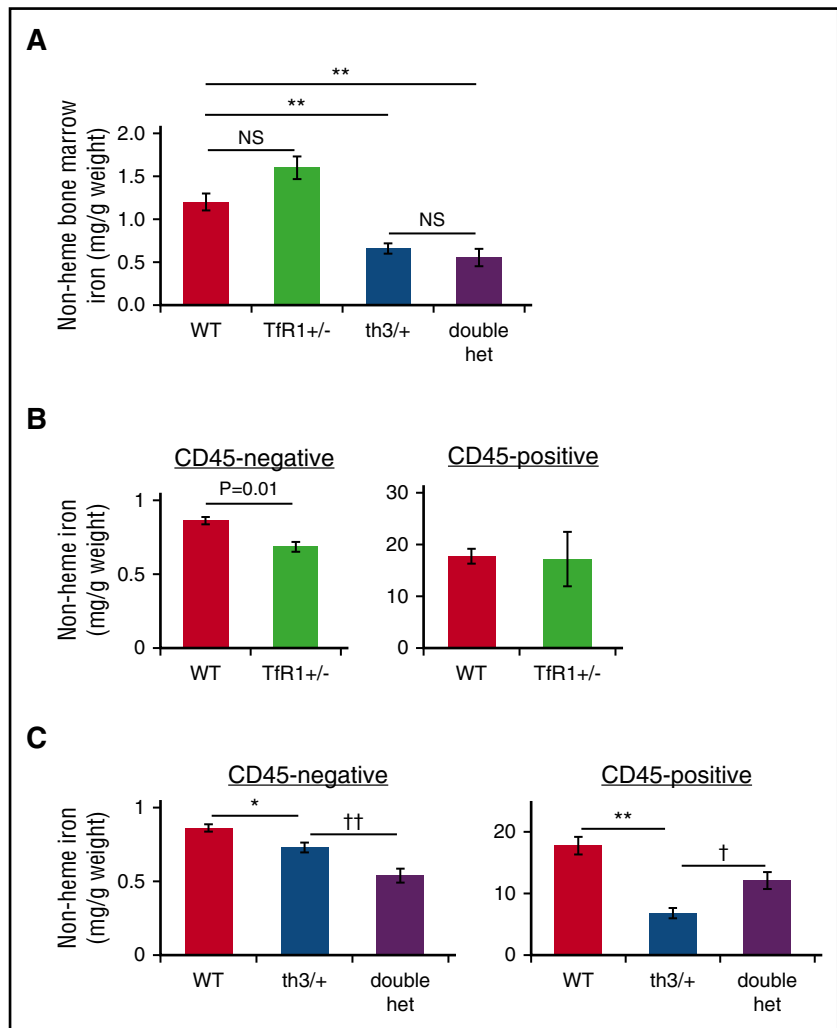 A
**
**
NS
NS
Non-heme bone marrow
iron (mg/g weight)
2.0
1.5
1.0
0.5
0.0
WT TfR1+/- th3/+ double
het
B
CD45-negative CD45-positive
P=0.01
Non-heme iron
(mg/g weight)
1
0.5
0
WT TfR1+/-
30
20
10
0
WT TfR1+/-
C
CD45-negative CD45-positive
*
††
Non-heme iron
(mg/g weight)
1
0.5
0
WT th3/+ double
het
**
†
20
10
0
WT th3/+ double
het